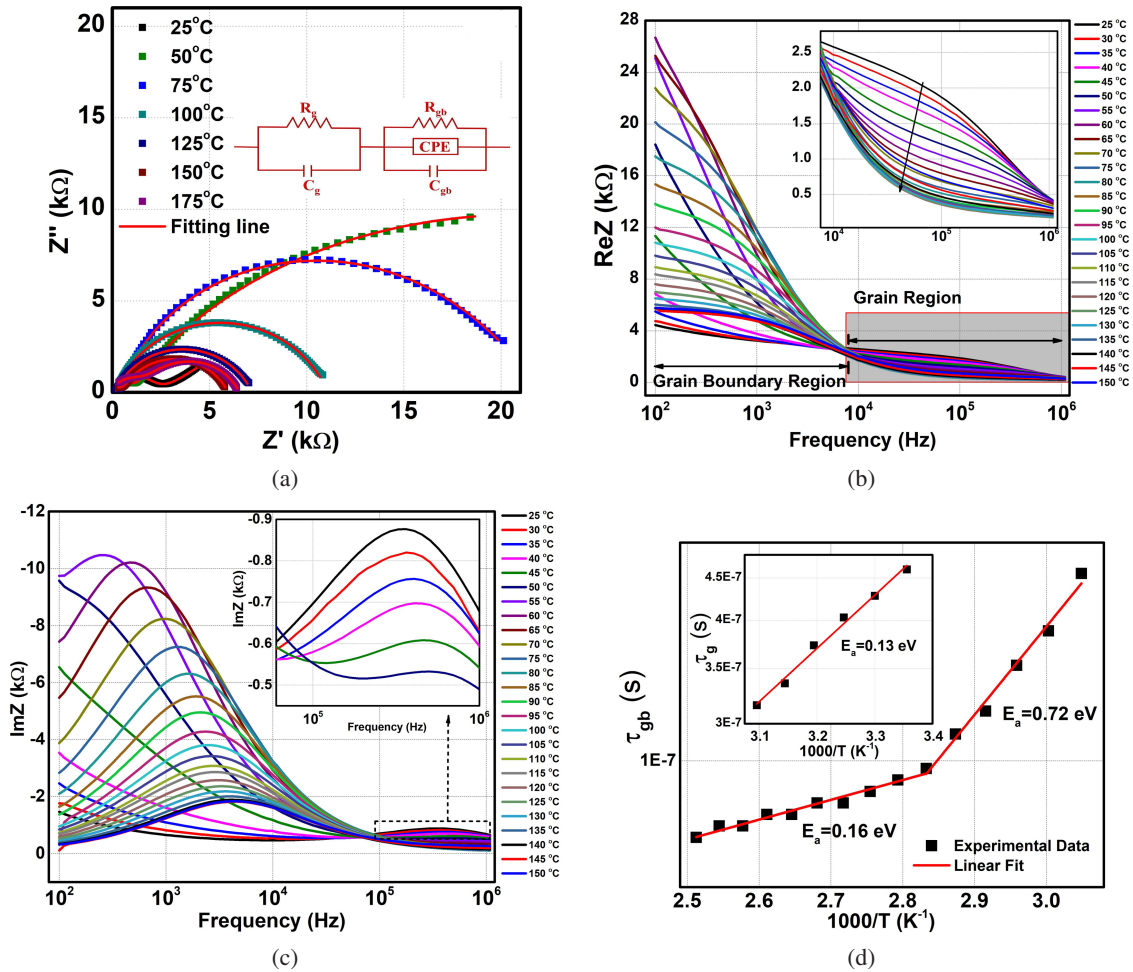 21
18
15
10
5
0
0
5
10
15
20
Z'' (kΩ)
Z' (kΩ)
25°C
50°C
75°C
100°C
125°C
150°C
175°C
Fitting line
R_g
C_g
R_gb
CPE
C_gb
(a)
28
24
20
16
12
8
4
0
10^2
10^3
10^4
10^5
10^6
ReZ (kΩ)
Frequency (Hz)
2.5
2.0
1.5
1.0
0.5
10^4
10^5
10^6
Grain Region
Grain Boundary Region
25 °C
30 °C
35 °C
40 °C
45 °C
50 °C
55 °C
60 °C
65 °C
70 °C
75 °C
80 °C
85 °C
90 °C
95 °C
100 °C
105 °C
110 °C
115 °C
120 °C
125 °C
130 °C
135 °C
140 °C
145 °C
150 °C
(b)
-12
-10
-8
-6
-4
-2
0
10^2
10^3
10^4
10^5
10^6
ImZ (kΩ)
Frequency (Hz)
-0.9
-0.8
-0.7
-0.6
-0.5
ImZ (kΩ)
10^5
10^6
Frequency (Hz)
25 °C
30 °C
35 °C
40 °C
45 °C
50 °C
55 °C
60 °C
65 °C
70 °C
75 °C
80 °C
85 °C
90 °C
95 °C
100 °C
105 °C
110 °C
115 °C
120 °C
125 °C
130 °C
135 °C
140 °C
145 °C
150 °C
(c)
τ_gb (s)
1E-7
2.5
2.6
2.7
2.8
2.9
3.0
1000/T (K^-1)
4.5E-7
4E-7
3.5E-7
3E-7
τ_g (s)
3.1
3.2
3.3
3.4
1000/T (K^-1)
E_a=0.13 eV
E_a=0.72 eV
E_a=0.16 eV
Experimental Data
Linear Fit
(d)